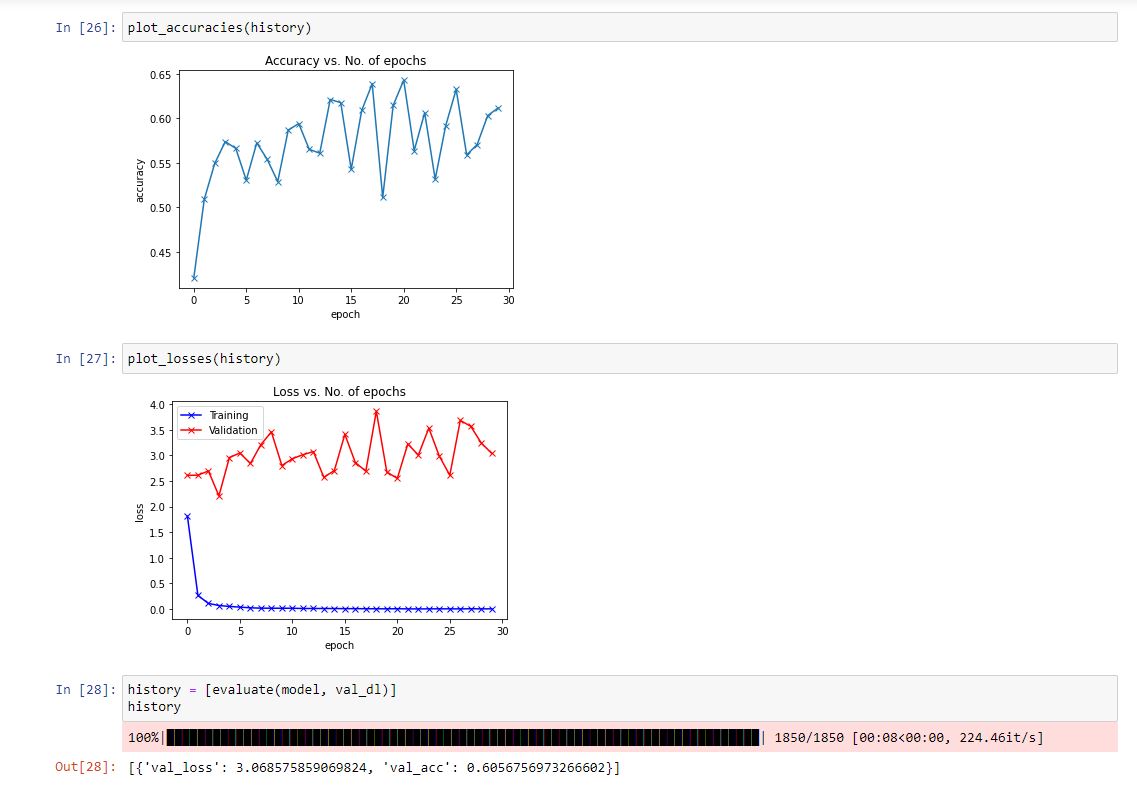 In [26]: plot_accuracies(history)
Accuracy vs. No. of epochs
0.65
0.60
0.55
0.50
0.45
accuracy
0 5 10 15 20 25 30
epoch
In [27]: plot_losses(history)
Loss vs. No. of epochs
Training
Validation
4.0
3.5
3.0
2.5
2.0
1.5
1.0
0.5
0.0
loss
0 5 10 15 20 25 30
epoch
In [28]: history = [evaluate(model, val_dl)]
history
100%| | 1850/1850 [00:08<00:00, 224.46it/s]
Out[28]: [{'val_loss': 3.068575859069824, 'val_acc': 0.6056756973266602}]